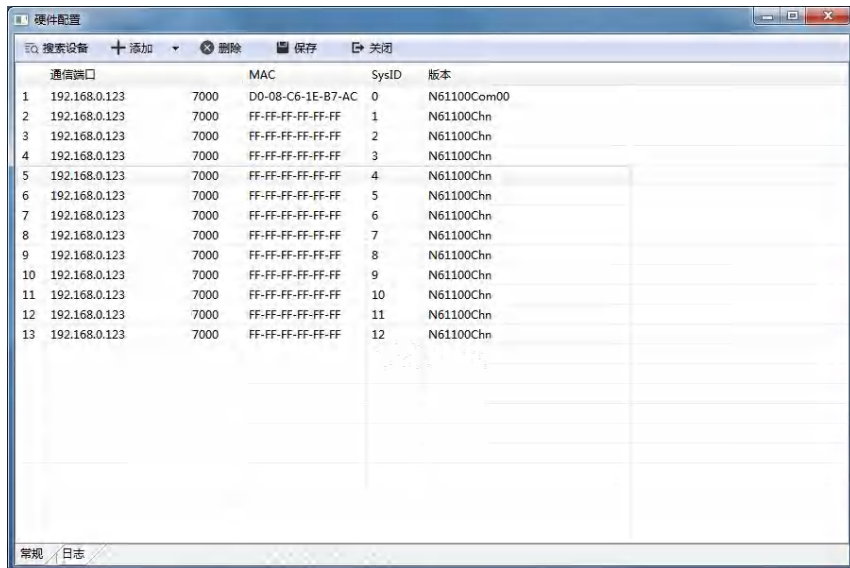 硬件配置
搜索设备 添加 删除 保存 关闭
通信端口 MAC SysID 版本
1 192.168.0.123 7000 D0-08-C6-1E-B7-AC 0 N61100Com00
2 192.168.0.123 7000 FF-FF-FF-FF-FF-FF 1 N61100Chn
3 192.168.0.123 7000 FF-FF-FF-FF-FF-FF 2 N61100Chn
4 192.168.0.123 7000 FF-FF-FF-FF-FF-FF 3 N61100Chn
5 192.168.0.123 7000 FF-FF-FF-FF-FF-FF 4 N61100Chn
6 192.168.0.123 7000 FF-FF-FF-FF-FF-FF 5 N61100Chn
7 192.168.0.123 7000 FF-FF-FF-FF-FF-FF 6 N61100Chn
8 192.168.0.123 7000 FF-FF-FF-FF-FF-FF 7 N61100Chn
9 192.168.0.123 7000 FF-FF-FF-FF-FF-FF 8 N61100Chn
10 192.168.0.123 7000 FF-FF-FF-FF-FF-FF 9 N61100Chn
11 192.168.0.123 7000 FF-FF-FF-FF-FF-FF 10 N61100Chn
12 192.168.0.123 7000 FF-FF-FF-FF-FF-FF 11 N61100Chn
13 192.168.0.123 7000 FF-FF-FF-FF-FF-FF 12 N61100Chn
常规 日志